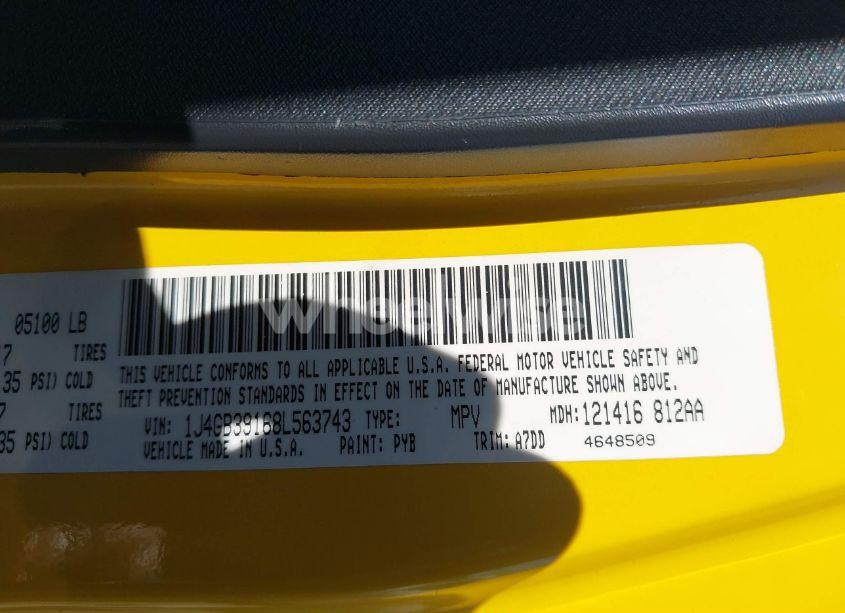 05100 LB
7 TIRES
35 PSI) COLD
7 TIRES
35 PSI) COLD
wheelwise
THIS VEHICLE CONFORMS TO ALL APPLICABLE U.S.A. FEDERAL MOTOR VEHICLE SAFETY AND
THEFT PREVENTION STANDARDS IN EFFECT ON THE DATE OF MANUFACTURE SHOWN ABOVE.
VIN: 1J4GB39168L563743 TYPE: MPV MDH:121416 812AA
VEHICLE MADE IN U.S.A. PAINT: PYB TRIM: A7DD 4648509